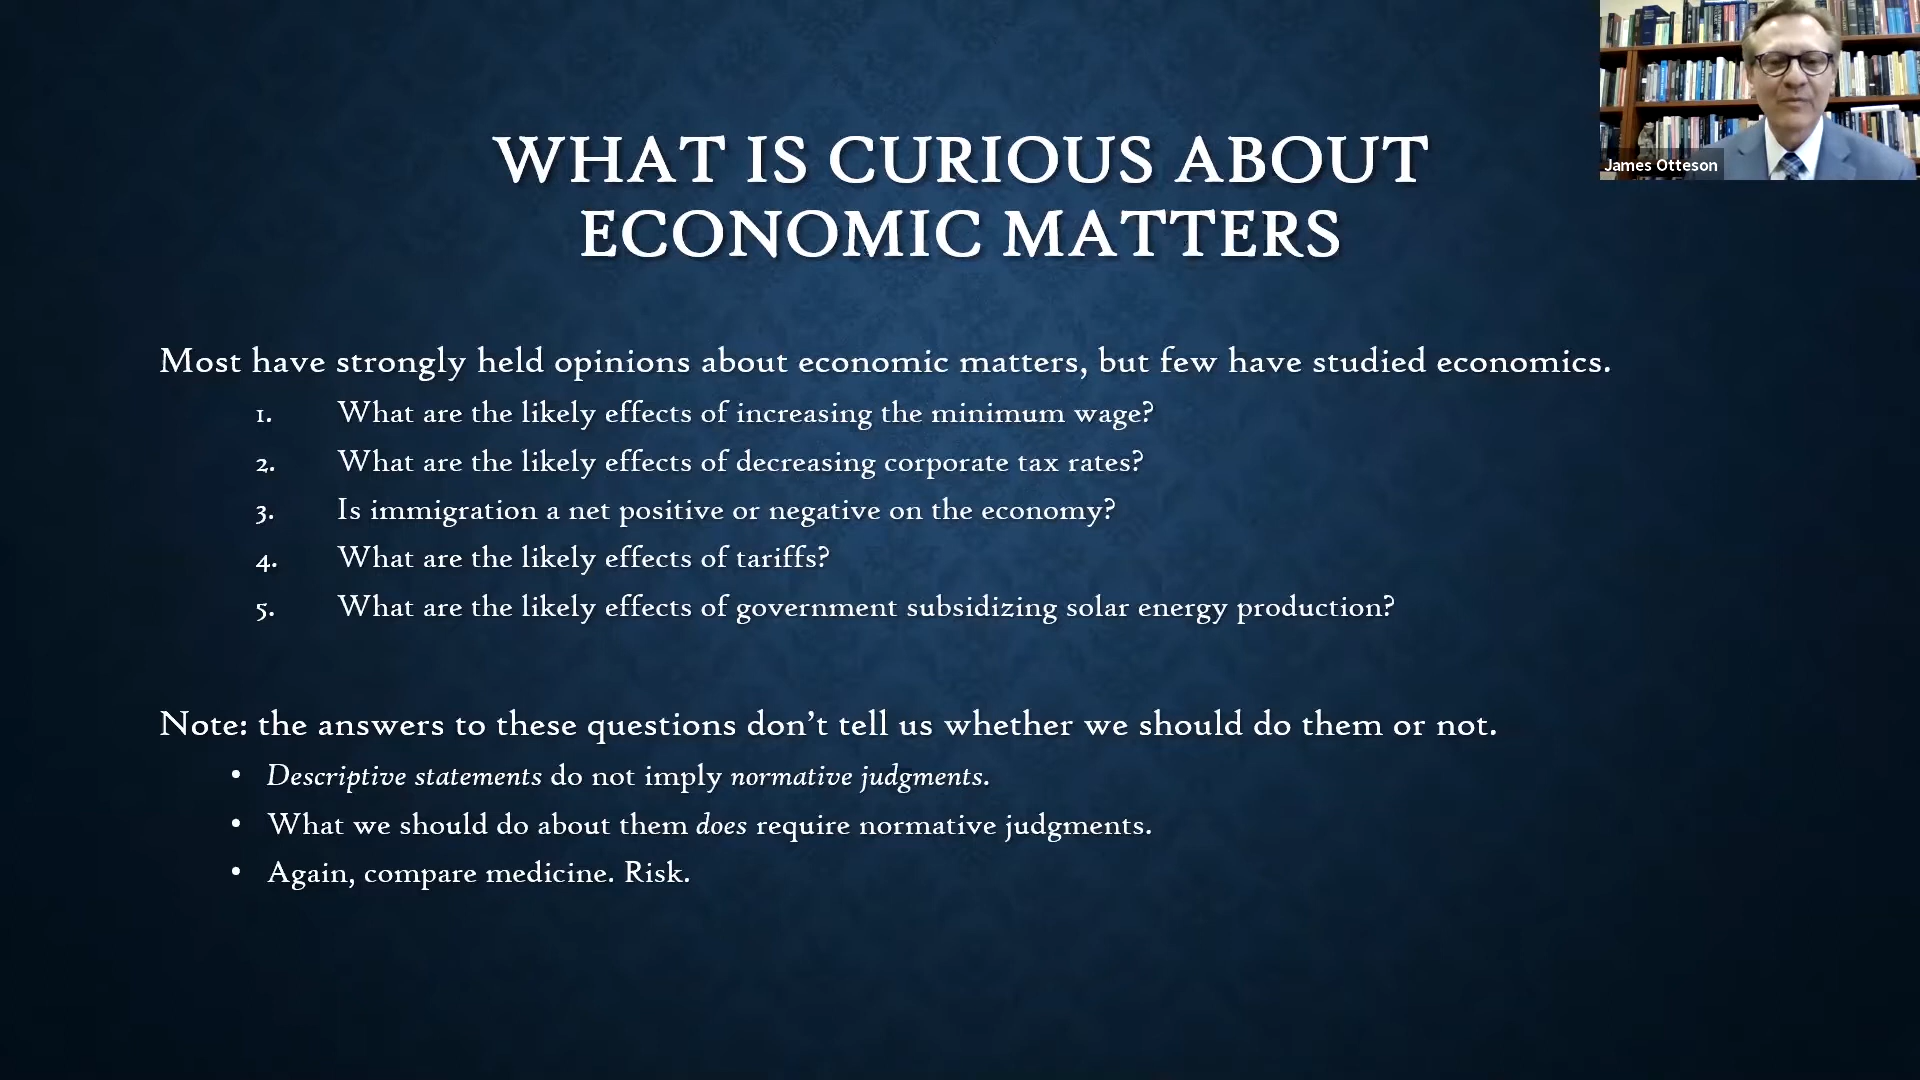 WHAT IS CURIOUS ABOUT
ECONOMIC MATTERS
James Otteson
Most have strongly held opinions about economic matters, but few have studied economics.
1. What are the likely effects of increasing the minimum wage?
2. What are the likely effects of decreasing corporate tax rates?
3. Is immigration a net positive or negative on the economy?
4. What are the likely effects of tariffs?
5. What are the likely effects of government subsidizing solar energy production?
Note: the answers to these questions don't tell us whether we should do them or not.
• Descriptive statements do not imply normative judgments.
• What we should do about them does require normative judgments.
• Again, compare medicine. Risk.